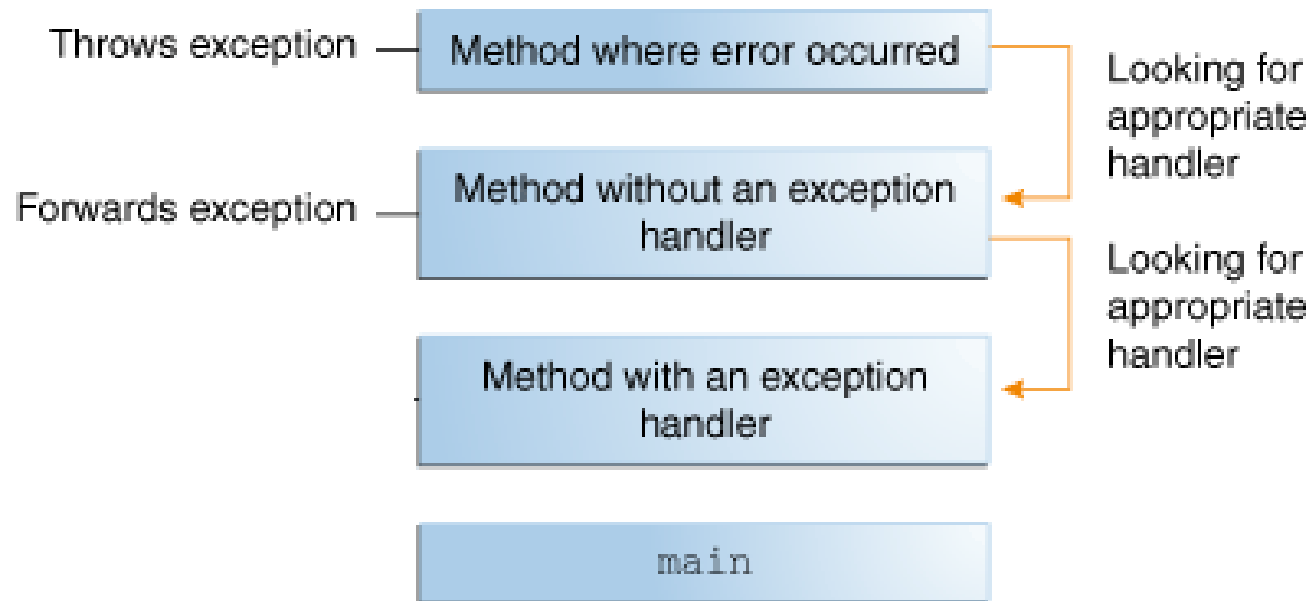 Throws exception
Method where error occurred
Looking for
appropriate
handler
Forwards exception
Method without an exception
handler
Looking for
appropriate
handler
Method with an exception
handler
main